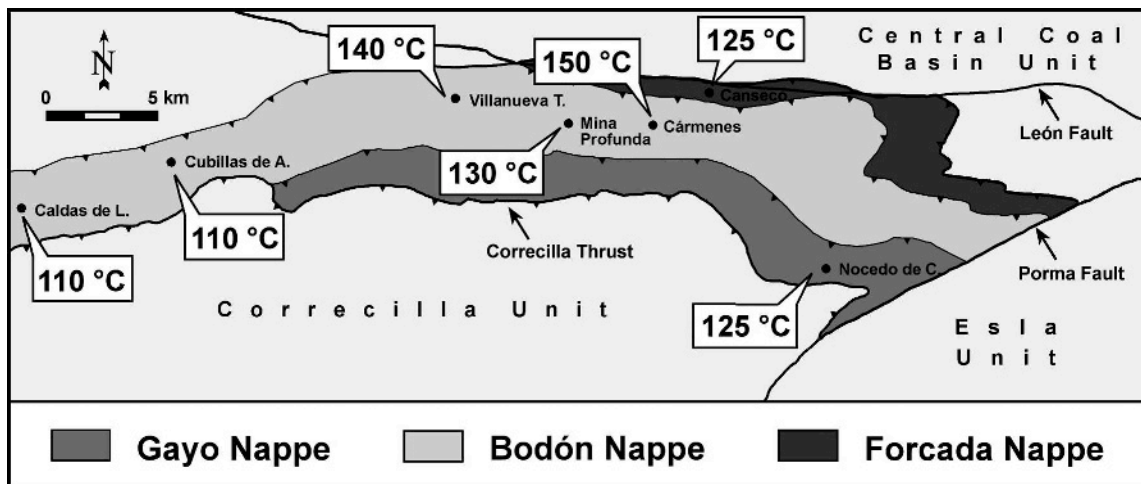 140 °C
150 °C
125 °C
Central Coal
Basin Unit
N
0 5 km
Villanueva T.
Canseco
Mina
Profunda
Cármenes
León Fault
Cubillas de A.
130 °C
Caldas de L.
110 °C
110 °C
Correcilla Thrust
Nocedo de C.
Porma Fault
Correcilla Unit
125 °C
Esla
Unit
Gayo Nappe
Bodón Nappe
Forcada Nappe